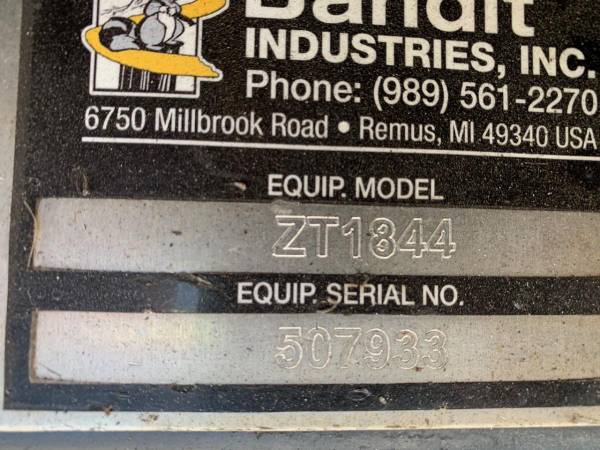 Bandit
INDUSTRIES, INC.
Phone: (989) 561-2270
6750 Millbrook Road • Remus, MI 49340 USA
EQUIP. MODEL
ZT1844
EQUIP. SERIAL NO.
507933